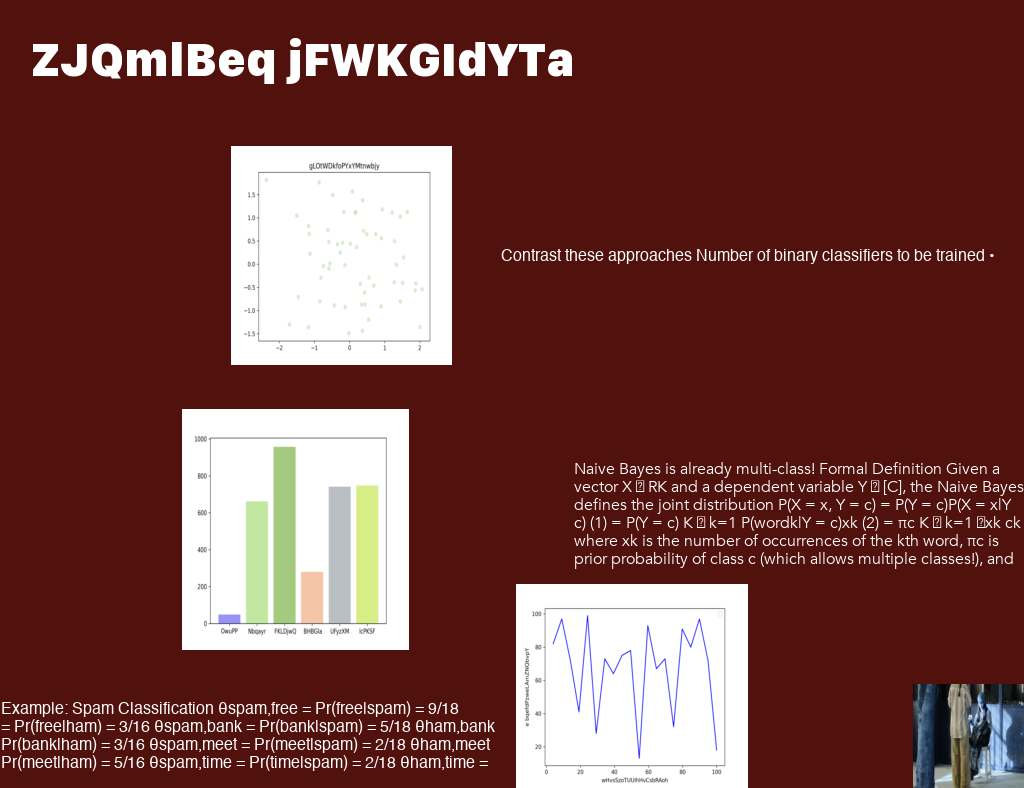 ZJQmlBeq jFWKGIdYTa
gLOtWDkfoPYxYMtnwbjy
1.5
1.0
0.5
0.0
−0.5
−1.0
−1.5
−2 −1 0 1 2
Contrast these approaches Number of binary classifiers to be trained •
1000
800
600
400
200
0
OwuPP Nbqayr FKLDjwQ BHBGla UFyzXM IcPKSF
Naive Bayes is already multi-class! Formal Definition Given a
vector X � RK and a dependent variable Y � [C], the Naive Bayes
defines the joint distribution P(X = x, Y = c) = P(Y = c)P(X = x|Y
c) (1) = P(Y = c) K � k=1 P(wordk|Y = c)xk (2) = πc K � k=1 �xk ck
where xk is the number of occurrences of the kth word, πc is
prior probability of class c (which allows multiple classes!), and
100
80
60
40
20
0 20 40 60 80 100
Example: Spam Classification θspam,free = Pr(free|spam) = 9/18
= Pr(free|ham) = 3/16 θspam,bank = Pr(bank|spam) = 5/18 θham,bank
Pr(bank|ham) = 3/16 θspam,meet = Pr(meet|spam) = 2/18 θham,meet
Pr(meet|ham) = 5/16 θspam,time = Pr(time|spam) = 2/18 θham,time =